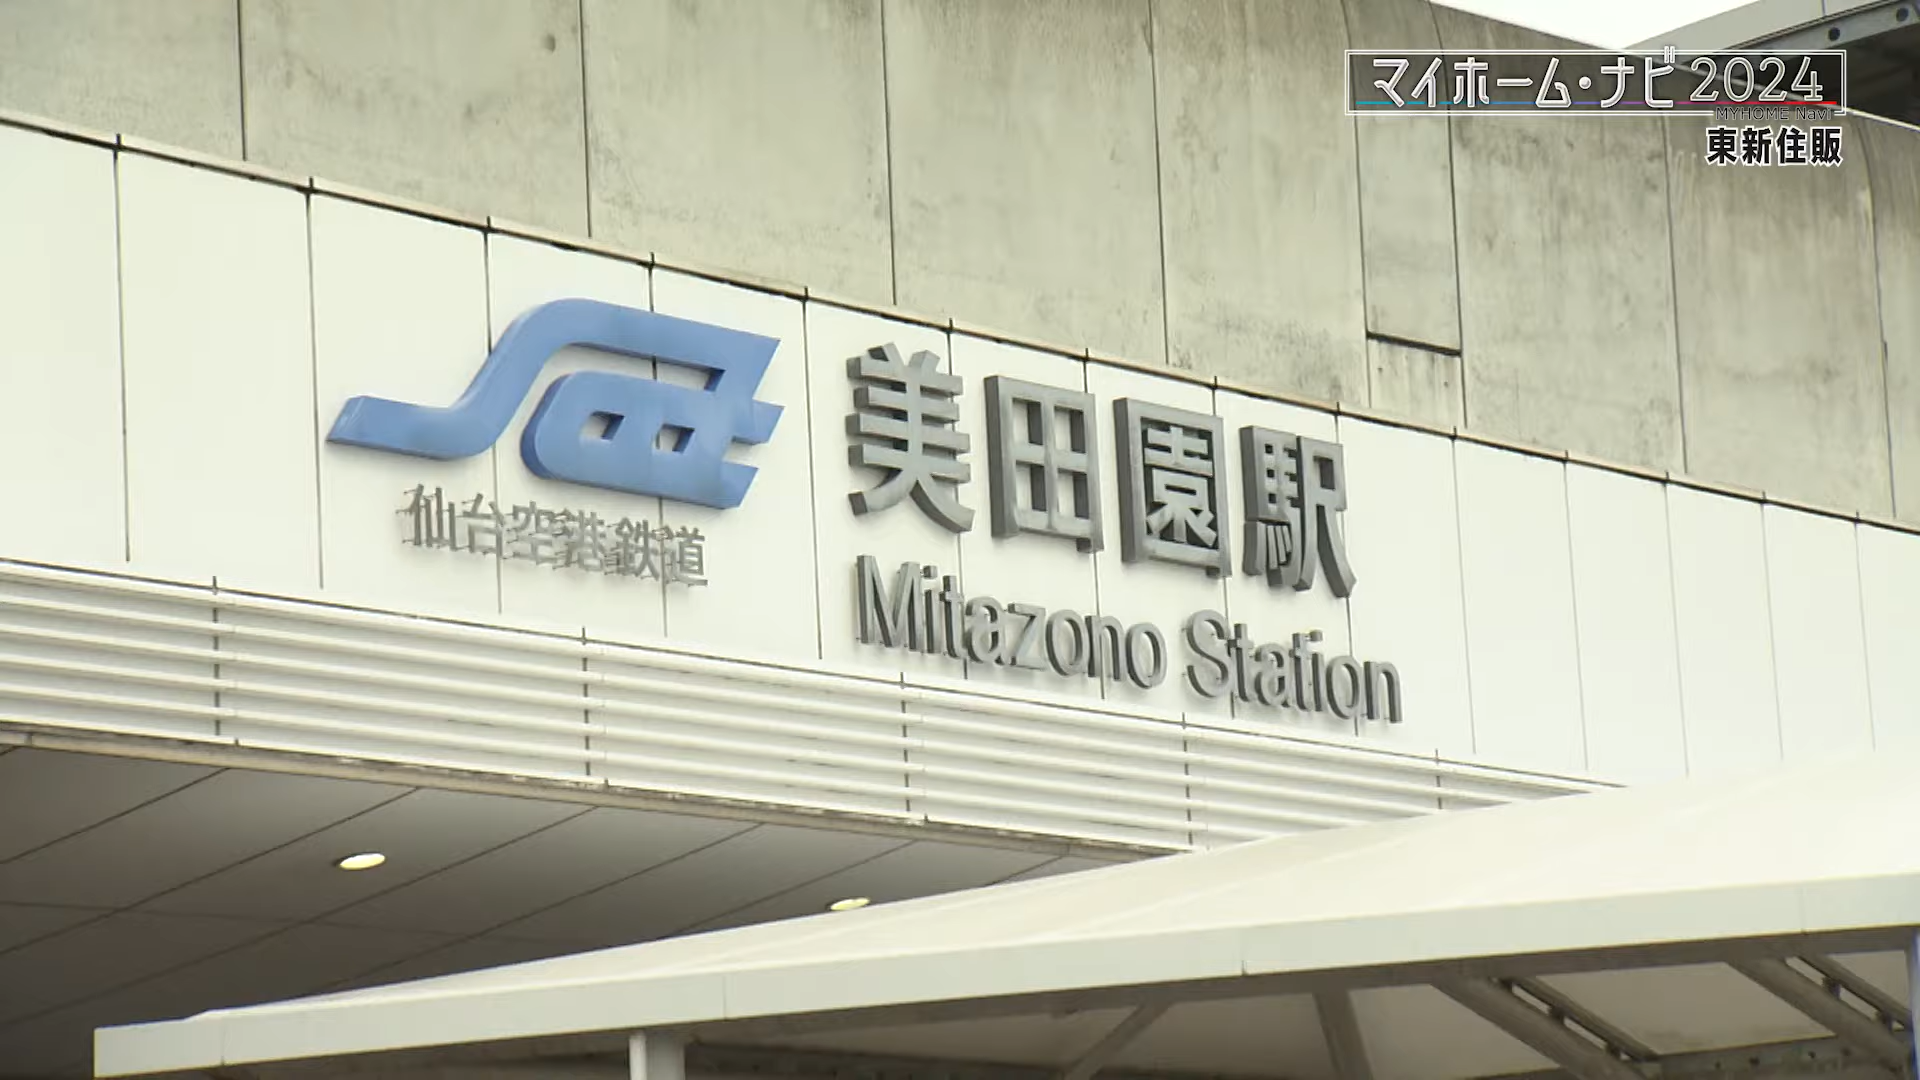 マイホーム・ナビ2024
MYHOME Navi
東新住販
sat
仙台空港鉄道
美田園駅
Mitazono Station